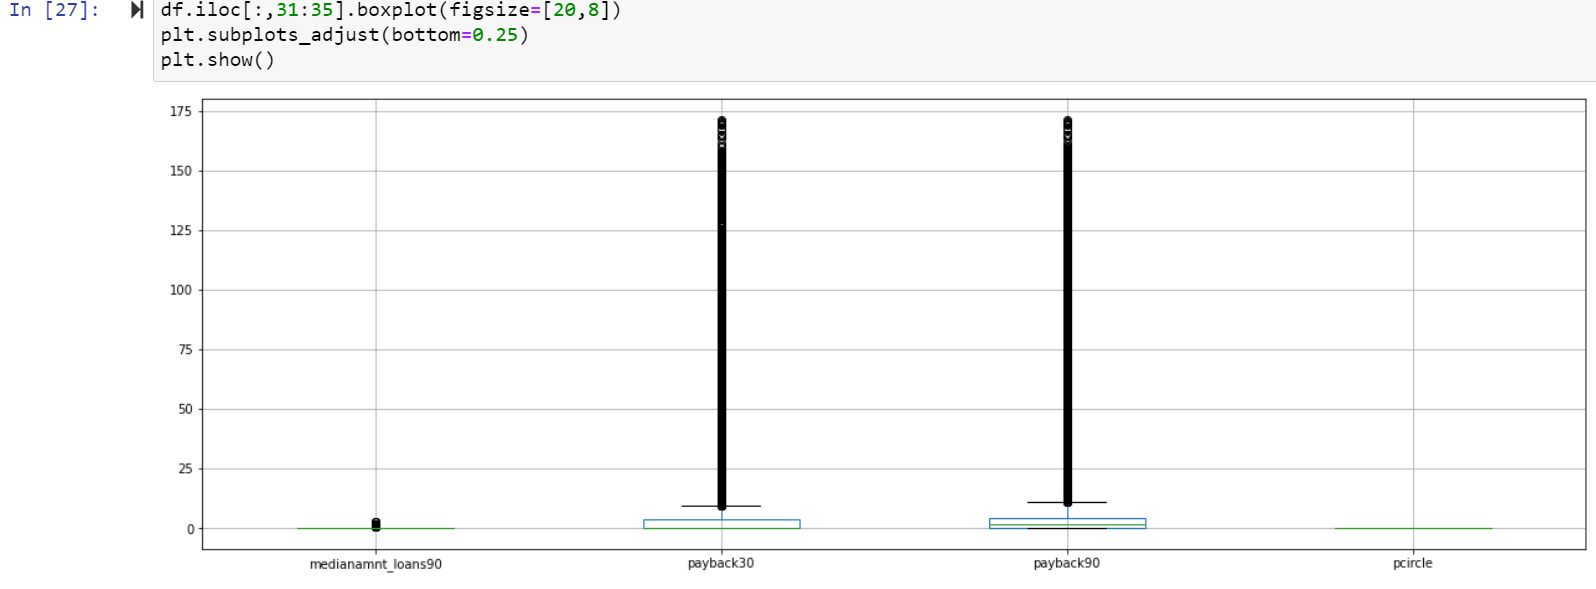 In [27]:
df.iloc[:,31:35].boxplot(figsize=[20,8])
plt.subplots_adjust(bottom=0.25)
plt.show()
175
150
125
100
75
50
25
0
medianamnt_loans90 payback30 payback90 pcircle